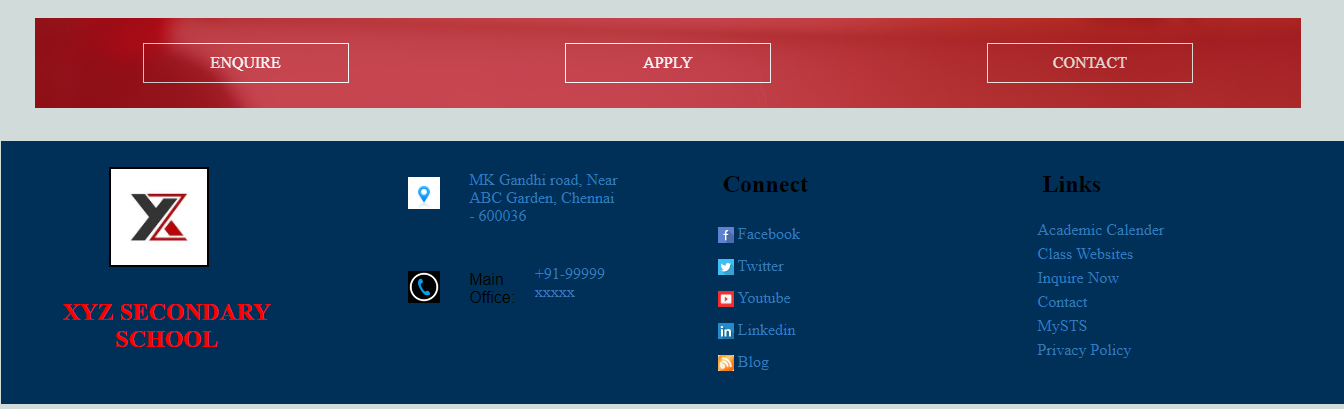 ENQUIRE
APPLY
CONTACT
XYZ SECONDARY
SCHOOL
MK Gandhi road, Near
ABC Garden, Chennai
- 600036
Main
Office:
+91-99999
xxxxx
Connect
Facebook
Twitter
Youtube
Linkedin
Blog
Links
Academic Calender
Class Websites
Inquire Now
Contact
MySTS
Privacy Policy